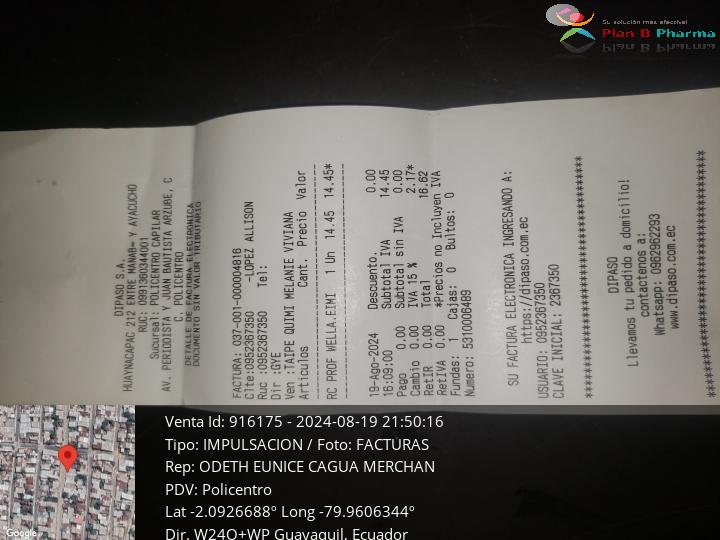 Su solución más efectiva!
Plan B Pharma
DIPASO S.A.
HUAYNACAPAC 212 ENTRE MANAB= Y AYACUCHO
RUC: 0991360344001
Sucursal: POLICENTRO CAPILAR
AV. PERIODISTA Y JUAN BAUTISTA ARZUBE, C
C. POLICENTRO
DETALLE DE FACTURA ELECTRONICA
DOCUMENTO SIN VALOR TRIBUTARIO
FACTURA: 037-001-000004816
Clte:0952367350 -LOPEZ ALLISON
Ruc :0952367350 Tel:
Dir :GYE
Ven :TAIPE QUIMI MELANIE VIVIANA
Artículos Cant. Precio Valor
RC PROF WELLA.EIMI 1 Un 14.45 14.45*
19-Ago-2024 Descuento. 0.00
16:09:00 Subtotal IVA 14.45
Pago 0.00 Subtotal sin IVA 0.00
Cambio 0.00 IVA 15 % 2.17*
RetIR 0.00 Total 16.62
RetIVA 0.00 *Precios no Incluyen IVA
Fundas: 1 Cajas: 0 Bultos: 0
Numero: 5310006489
SU FACTURA ELECTRONICA INGRESANDO A:
https://dipaso.com.ec
USUARIO: 0952367350
CLAVE INICIAL: 2367350
****************************************
DIPASO
Llevamos tu pedido a domicilio!
contactenos a:
Whatsapp: 0982962293
www.dipaso.com.ec
****************************************
Google
Venta Id: 916175 - 2024-08-19 21:50:16
Tipo: IMPULSACION / Foto: FACTURAS
Rep: ODETH EUNICE CAGUA MERCHAN
PDV: Policentro
Lat -2.0926688º Long -79.9606344º
Dir. W24Q+WP Guayaquil, Ecuador